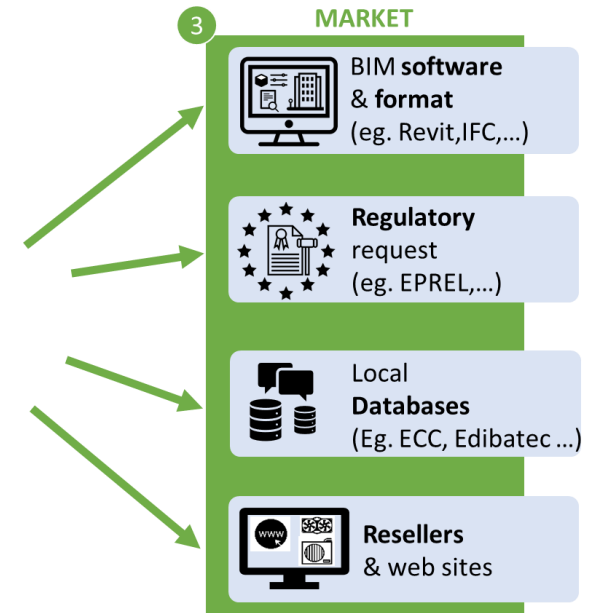 3
MARKET
BIM software
& format
(eg. Revit,IFC,...)
Regulatory
request
(eg. EPREL,...)
Local
Databases
(Eg. ECC, Edibatec ...)
www
Resellers
& web sites